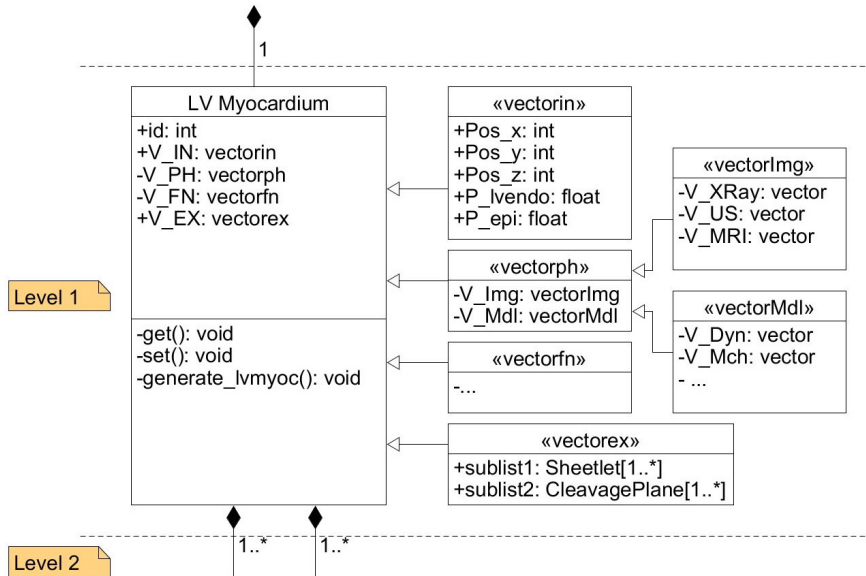 1
LV Myocardium
+id: int
+V_IN: vectorin
-V_PH: vectorph
-V_FN: vectorfn
+V_EX: vectorex
-get(): void
-set(): void
-generate_lvmyoc(): void
«vectorin»
+Pos_x: int
+Pos_y: int
+Pos_z: int
+P_lvendo: float
+P_epi: float
«vectorph»
-V_Img: vectorImg
-V_Mdl: vectorMdl
«vectorfn»
-...
«vectorex»
+sublist1: Sheetlet[1..*]
+sublist2: CleavagePlane[1..*]
«vectorImg»
-V_XRay: vector
-V_US: vector
-V_MRI: vector
«vectorMdl»
-V_Dyn: vector
-V_Mch: vector
- ...
Level 1
1..*
1..*
Level 2